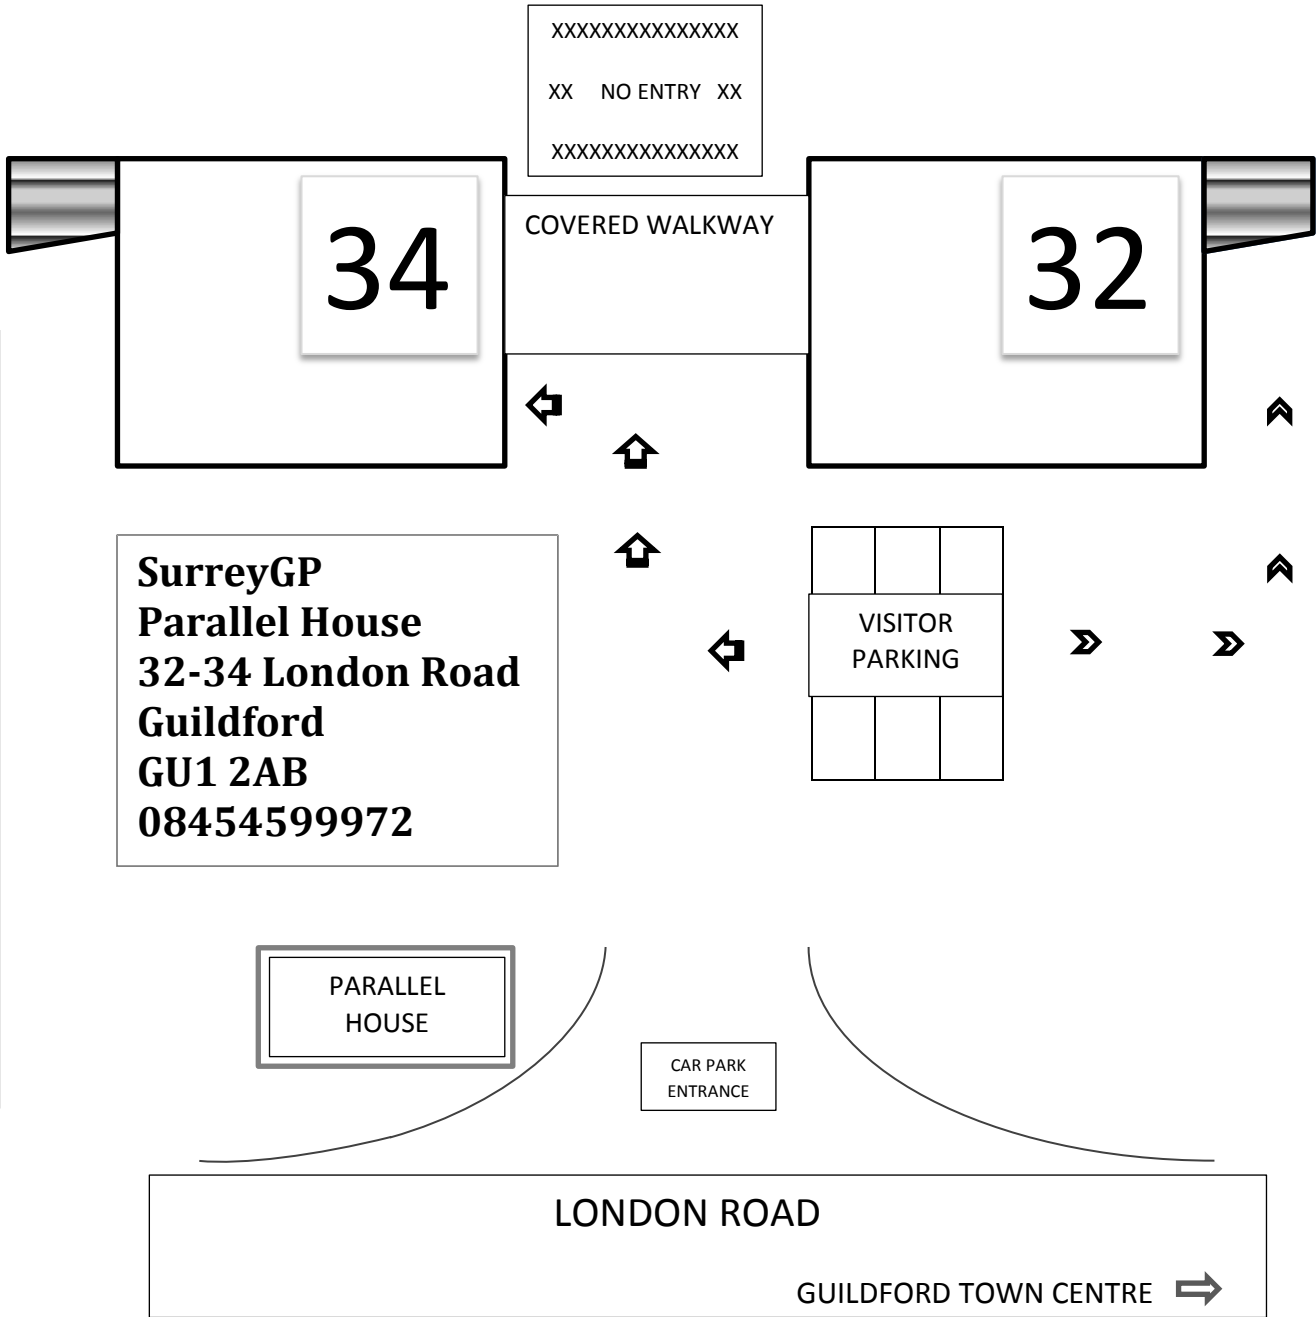 XXXXXXXXXXXXXXX
XX NO ENTRY XX
XXXXXXXXXXXXXXX
34
COVERED WALKWAY
32
SurreyGP
Parallel House
32-34 London Road
Guildford
GU1 2AB
08454599972
VISITOR
PARKING
PARALLEL
HOUSE
CAR PARK
ENTRANCE
LONDON ROAD
GUILDFORD TOWN CENTRE